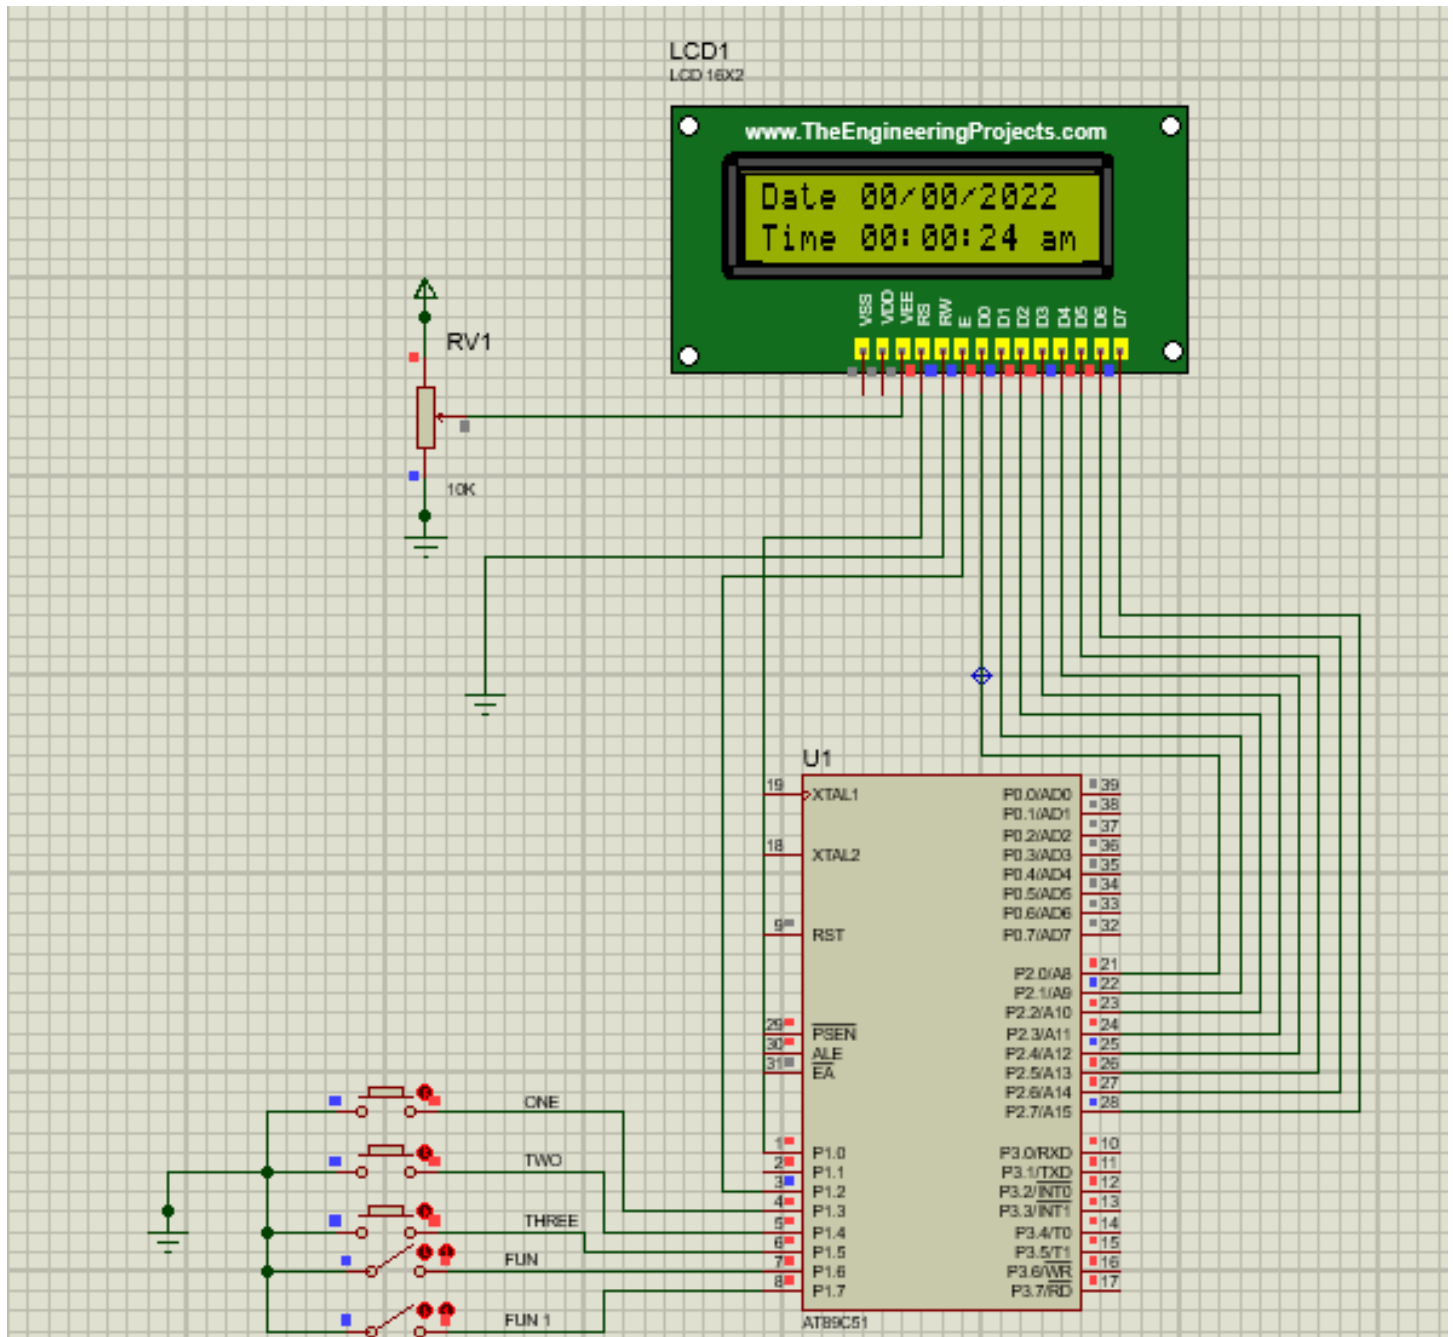 LCD1
LCD 16X2
www.TheEngineeringProjects.com
Date 00/00/2022
Time 00:00:24 am
VSS
VDD
VEE
RS
RW
E
D0
D1
D2
D3
D4
D5
D6
D7
RV1
10K
U1
19
XTAL1
18
XTAL2
9
RST
29
PSEN
30
ALE
31
EA
1
P1.0
2
P1.1
3
P1.2
4
P1.3
5
P1.4
6
P1.5
7
P1.6
8
P1.7
P0.0/AD0
39
P0.1/AD1
38
P0.2/AD2
37
P0.3/AD3
36
P0.4/AD4
35
P0.5/AD5
34
P0.6/AD6
33
P0.7/AD7
32
P2.0/A8
21
P2.1/A9
22
P2.2/A10
23
P2.3/A11
24
P2.4/A12
25
P2.5/A13
26
P2.6/A14
27
P2.7/A15
28
P3.0/RXD
10
P3.1/TXD
11
P3.2/INT0
12
P3.3/INT1
13
P3.4/T0
14
P3.5/T1
15
P3.6/WR
16
P3.7/RD
17
AT89C51
ONE
TWO
THREE
FUN
FUN 1